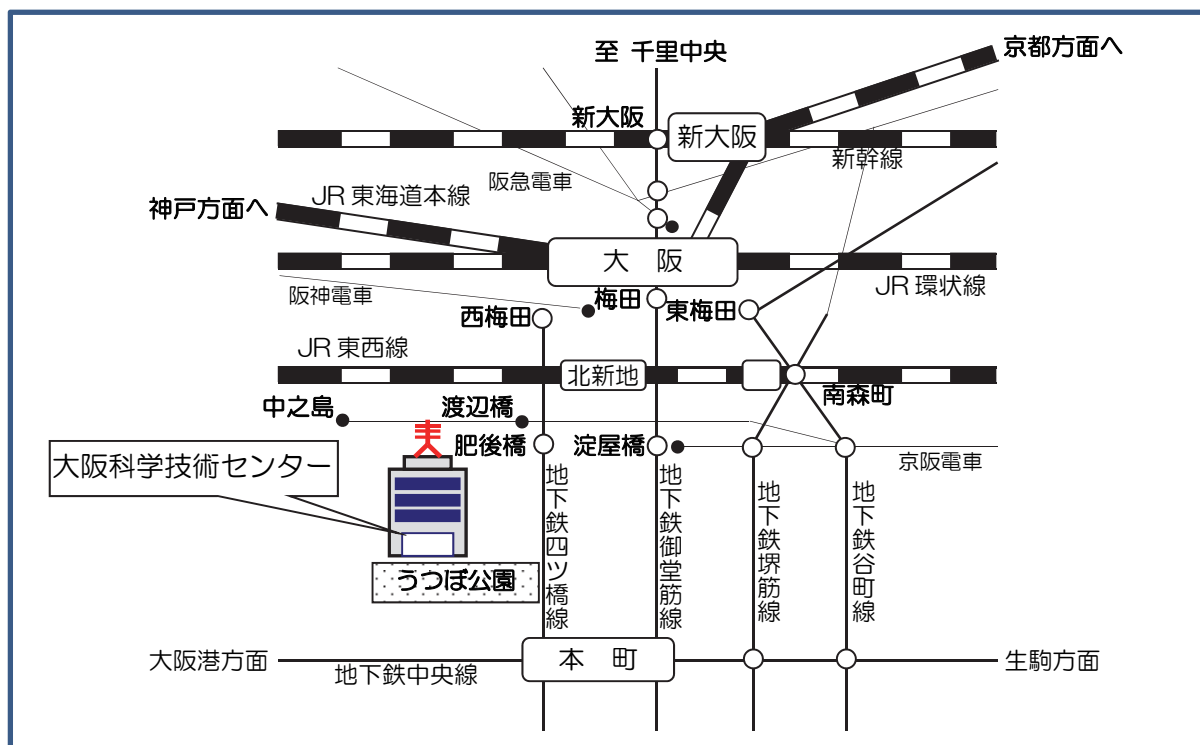 至 千里中央
京都方面へ
新大阪
新大阪
新幹線
阪急電車
JR 東海道本線
神戸方面へ
大 阪
JR 環状線
阪神電車
梅田
東梅田
西梅田
JR 東西線
北新地
南森町
中之島
渡辺橋
肥後橋
淀屋橋
京阪電車
大阪科学技術センター
地下鉄四ツ橋線
地下鉄御堂筋線
地下鉄堺筋線
地下鉄谷町線
うつぼ公園
大阪港方面
地下鉄中央線
本 町
生駒方面